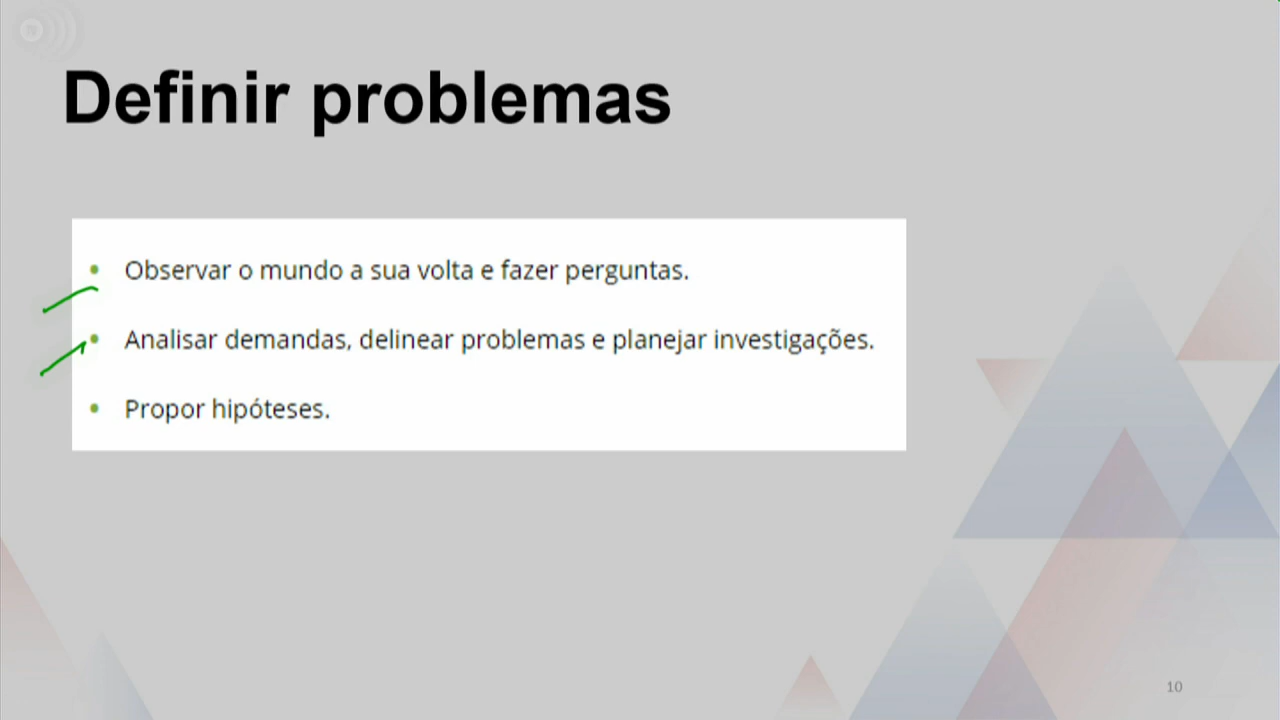 Definir problemas
• Observar o mundo a sua volta e fazer perguntas.
• Analisar demandas, delinear problemas e planejar investigações.
• Propor hipóteses.
10